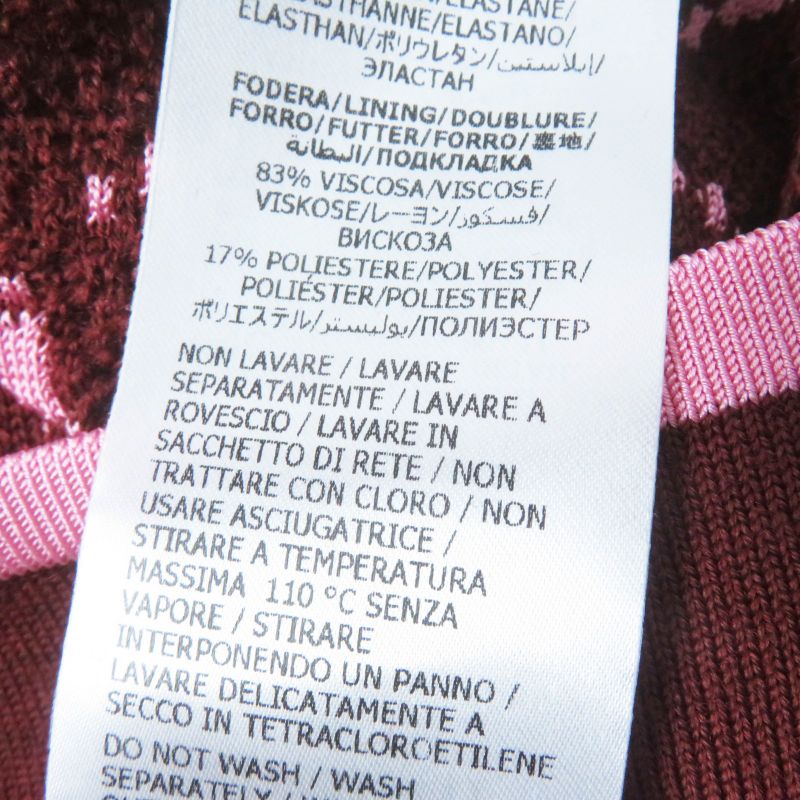 ELASTHANNE/ELASTANE/
ELASTHAN/ELASTANO/
ELASTHAN/ポリウレタン/إيلاستين/
ЭЛАСТАН
FODERA/LINING/DOUBLURE/
FORRO/FUTTER/FORRO/裏地/
البطانة/ПОДКЛАДКА
83% VISCOSA/VISCOSE/
VISKOSE/レーヨン/فسكوز/
ВИСКОЗА
17% POLIESTERE/POLYESTER/
POLIÉSTER/POLIESTER/
ポリエステル/بوليستر/ПОЛИЭСТЕР
NON LAVARE / LAVARE
SEPARATAMENTE / LAVARE A
ROVESCIO / LAVARE IN
SACCHETTO DI RETE / NON
TRATTARE CON CLORO / NON
USARE ASCIUGATRICE /
STIRARE A TEMPERATURA
MASSIMA 110 °C SENZA
VAPORE / STIRARE
INTERPONENDO UN PANNO /
LAVARE DELICATAMENTE A
SECCO IN TETRACLOROETILENE
DO NOT WASH / WASH
SEPARATELY /